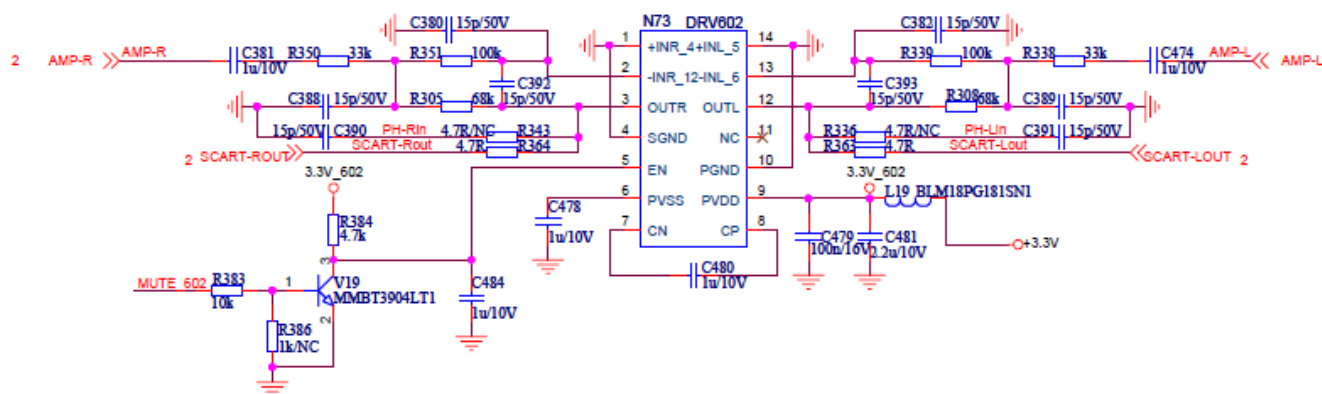 N73 DRV602
C380 15p/50V
C382 15p/50V
2 AMP-R AMP-R
C381 1u/10V
R350 33k
R351 100k
1 +INR_4 +INL_5 14
R339 100k
R338 33k
C474 1u/10V
AMP-L AMP-L
2 -INR_12 -INL_6 13
C392 15p/50V
C393 15p/50V
C388 15p/50V
R305 68k
3 OUTR OUTL 12
R308 68k
C389 15p/50V
15p/50V C390
PH-RIn 4.7R/NC R343
4 SGND NC 11
R336 4.7R/NC PH-LIn
C391 15p/50V
2 SCART-ROUT
SCART-Rout 4.7R R364
R363 4.7R SCART-Lout
SCART-LOUT 2
5 EN PGND 10
3.3V_602
3.3V_602
L19 BLM18PG181SN1
6 PVSS PVDD 9
R384 4.7k
C478 1u/10V
7 CN CP 8
C479 100n/16V
C481 2.2u/10V
+3.3V
C480 1u/10V
MUTE_602
R383 10k
1
3
2
V19
MMBT3904LT1
C484 1u/10V
R386 1k/NC